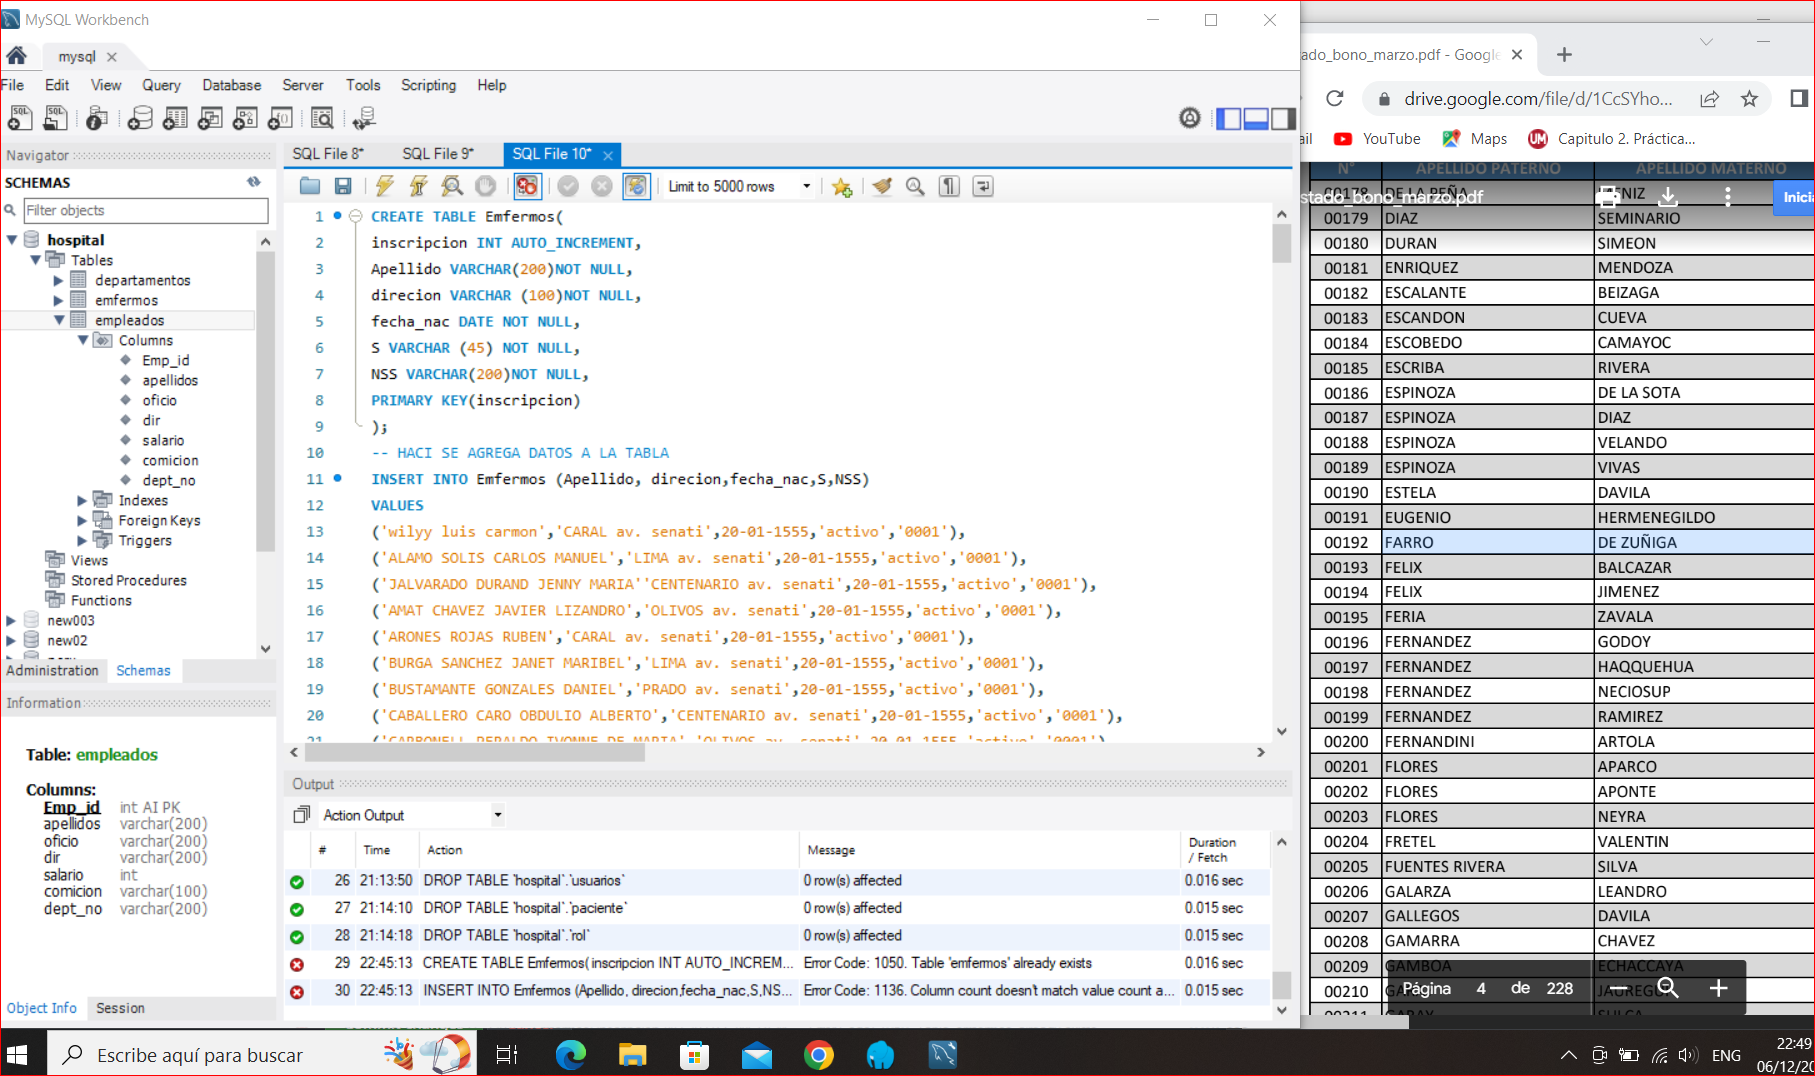 MySQL Workbench
mysql
File Edit View Query Database Server Tools Scripting Help
Navigator
SCHEMAS
Filter objects
hospital
Tables
departamentos
emfermos
empleados
Columns
Emp_id
apellidos
oficio
dir
salario
comicion
dept_no
Indexes
Foreign Keys
Triggers
Views
Stored Procedures
Functions
new003
new02
Administration Schemas
Information
Table: empleados
Columns:
Emp_id int AI PK
apellidos varchar(200)
oficio varchar(200)
dir varchar(200)
salario int
comicion varchar(100)
dept_no varchar(200)
Object Info Session
SQL File 8* SQL File 9* SQL File 10*
Limit to 5000 rows
1 CREATE TABLE Emfermos(
2 inscripcion INT AUTO_INCREMENT,
3 Apellido VARCHAR(200)NOT NULL,
4 direcion VARCHAR (100)NOT NULL,
5 fecha_nac DATE NOT NULL,
6 S VARCHAR (45) NOT NULL,
7 NSS VARCHAR(200)NOT NULL,
8 PRIMARY KEY(inscripcion)
9 );
10 -- HACI SE AGREGA DATOS A LA TABLA
11 INSERT INTO Emfermos (Apellido, direcion,fecha_nac,S,NSS)
12 VALUES
13 ('wilyy luis carmon','CARAL av. senati',20-01-1555,'activo','0001'),
14 ('ALAMO SOLIS CARLOS MANUEL','LIMA av. senati',20-01-1555,'activo','0001'),
15 ('JALVARADO DURAND JENNY MARIA''CENTENARIO av. senati',20-01-1555,'activo','0001'),
16 ('AMAT CHAVEZ JAVIER LIZANDRO','OLIVOS av. senati',20-01-1555,'activo','0001'),
17 ('ARONES ROJAS RUBEN','CARAL av. senati',20-01-1555,'activo','0001'),
18 ('BURGA SANCHEZ JANET MARIBEL','LIMA av. senati',20-01-1555,'activo','0001'),
19 ('BUSTAMANTE GONZALES DANIEL','PRADO av. senati',20-01-1555,'activo','0001'),
20 ('CABALLERO CARO OBDULIO ALBERTO','CENTENARIO av. senati',20-01-1555,'activo','0001'),
Output
Action Output
# Time Action Message Duration / Fetch
26 21:13:50 DROP TABLE `hospital`.`usuarios` 0 row(s) affected 0.016 sec
27 21:14:10 DROP TABLE `hospital`.`paciente` 0 row(s) affected 0.015 sec
28 21:14:18 DROP TABLE `hospital`.`rol` 0 row(s) affected 0.015 sec
29 22:45:13 CREATE TABLE Emfermos( inscripcion INT AUTO_INCREM... Error Code: 1050. Table 'emfermos' already exists 0.016 sec
30 22:45:13 INSERT INTO Emfermos (Apellido, direcion,fecha_nac,S,NS... Error Code: 1136. Column count doesn't match value count a... 0.015 sec
tado_bono_marzo.pdf - Google
drive.google.com/file/d/1CcSYho...
ail YouTube Maps Capitulo 2. Práctica...
N° APELLIDO PATERNO APELLIDO MATERNO
stado_bono_marzo.pdf
Inicia
00178 DE LA PEÑA
00179 DIAZ SEMINARIO
00180 DURAN SIMEON
00181 ENRIQUEZ MENDOZA
00182 ESCALANTE BEIZAGA
00183 ESCANDON CUEVA
00184 ESCOBEDO CAMAYOC
00185 ESCRIBA RIVERA
00186 ESPINOZA DE LA SOTA
00187 ESPINOZA DIAZ
00188 ESPINOZA VELANDO
00189 ESPINOZA VIVAS
00190 ESTELA DAVILA
00191 EUGENIO HERMENEGILDO
00192 FARRO DE ZUÑIGA
00193 FELIX BALCAZAR
00194 FELIX JIMENEZ
00195 FERIA ZAVALA
00196 FERNANDEZ GODOY
00197 FERNANDEZ HAQQUEHUA
00198 FERNANDEZ NECIOSUP
00199 FERNANDEZ RAMIREZ
00200 FERNANDINI ARTOLA
00201 FLORES APARCO
00202 FLORES APONTE
00203 FLORES NEYRA
00204 FRETEL VALENTIN
00205 FUENTES RIVERA SILVA
00206 GALARZA LEANDRO
00207 GALLEGOS DAVILA
00208 GAMARRA CHAVEZ
00209 GAMBOA ECHACCAYA
00210
Página 4 de 228
Escribe aquí para buscar
ENG
22:49
06/12/20